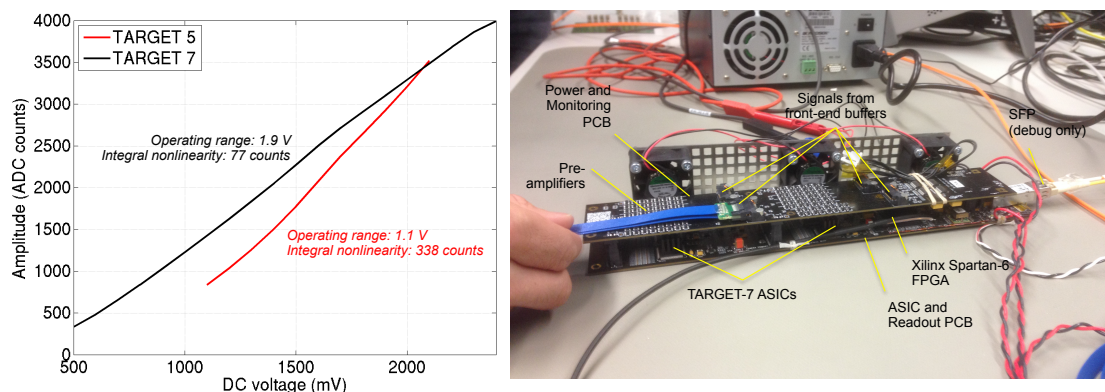 4000
3500
3000
2500
2000
1500
1000
500
0
Amplitude (ADC counts)
TARGET 5
TARGET 7
Operating range: 1.9 V
Integral nonlinearity: 77 counts
Operating range: 1.1 V
Integral nonlinearity: 338 counts
500
1000
1500
2000
DC voltage (mV)
Power and
Monitoring
PCB
Signals from
front-end buffers
SFP
(debug only)
Pre-
amplifiers
TARGET-7 ASICs
Xilinx Spartan-6
FPGA
ASIC and
Readout PCB